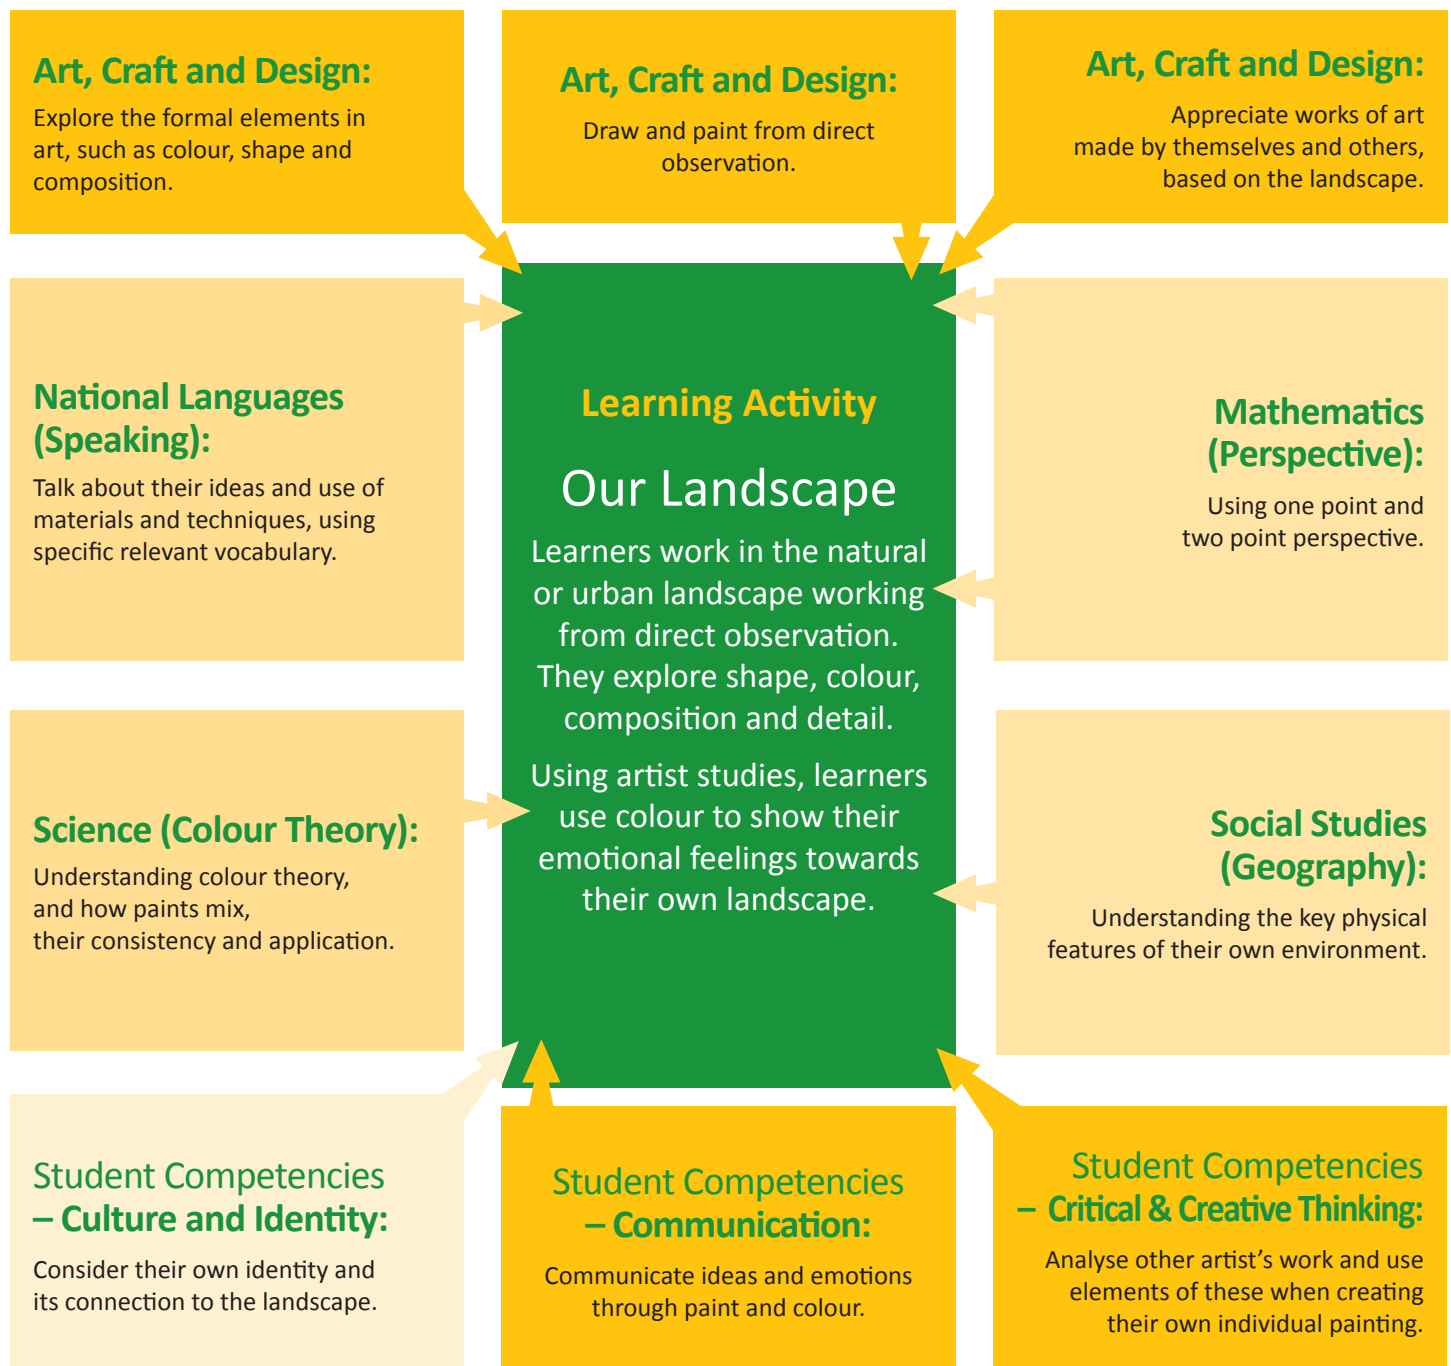 Art, Craft and Design:
Explore the formal elements in
art, such as colour, shape and
composition.
Art, Craft and Design:
Draw and paint from direct
observation.
Art, Craft and Design:
Appreciate works of art
made by themselves and others,
based on the landscape.
National Languages
(Speaking):
Talk about their ideas and use of
materials and techniques, using
specific relevant vocabulary.
Learning Activity
Our Landscape
Learners work in the natural
or urban landscape working
from direct observation.
They explore shape, colour,
composition and detail.
Using artist studies, learners
use colour to show their
emotional feelings towards
their own landscape.
Mathematics
(Perspective):
Using one point and
two point perspective.
Science (Colour Theory):
Understanding colour theory,
and how paints mix,
their consistency and application.
Social Studies
(Geography):
Understanding the key physical
features of their own environment.
Student Competencies
– Culture and Identity:
Consider their own identity and
its connection to the landscape.
Student Competencies
– Communication:
Communicate ideas and emotions
through paint and colour.
Student Competencies
– Critical & Creative Thinking:
Analyse other artist's work and use
elements of these when creating
their own individual painting.